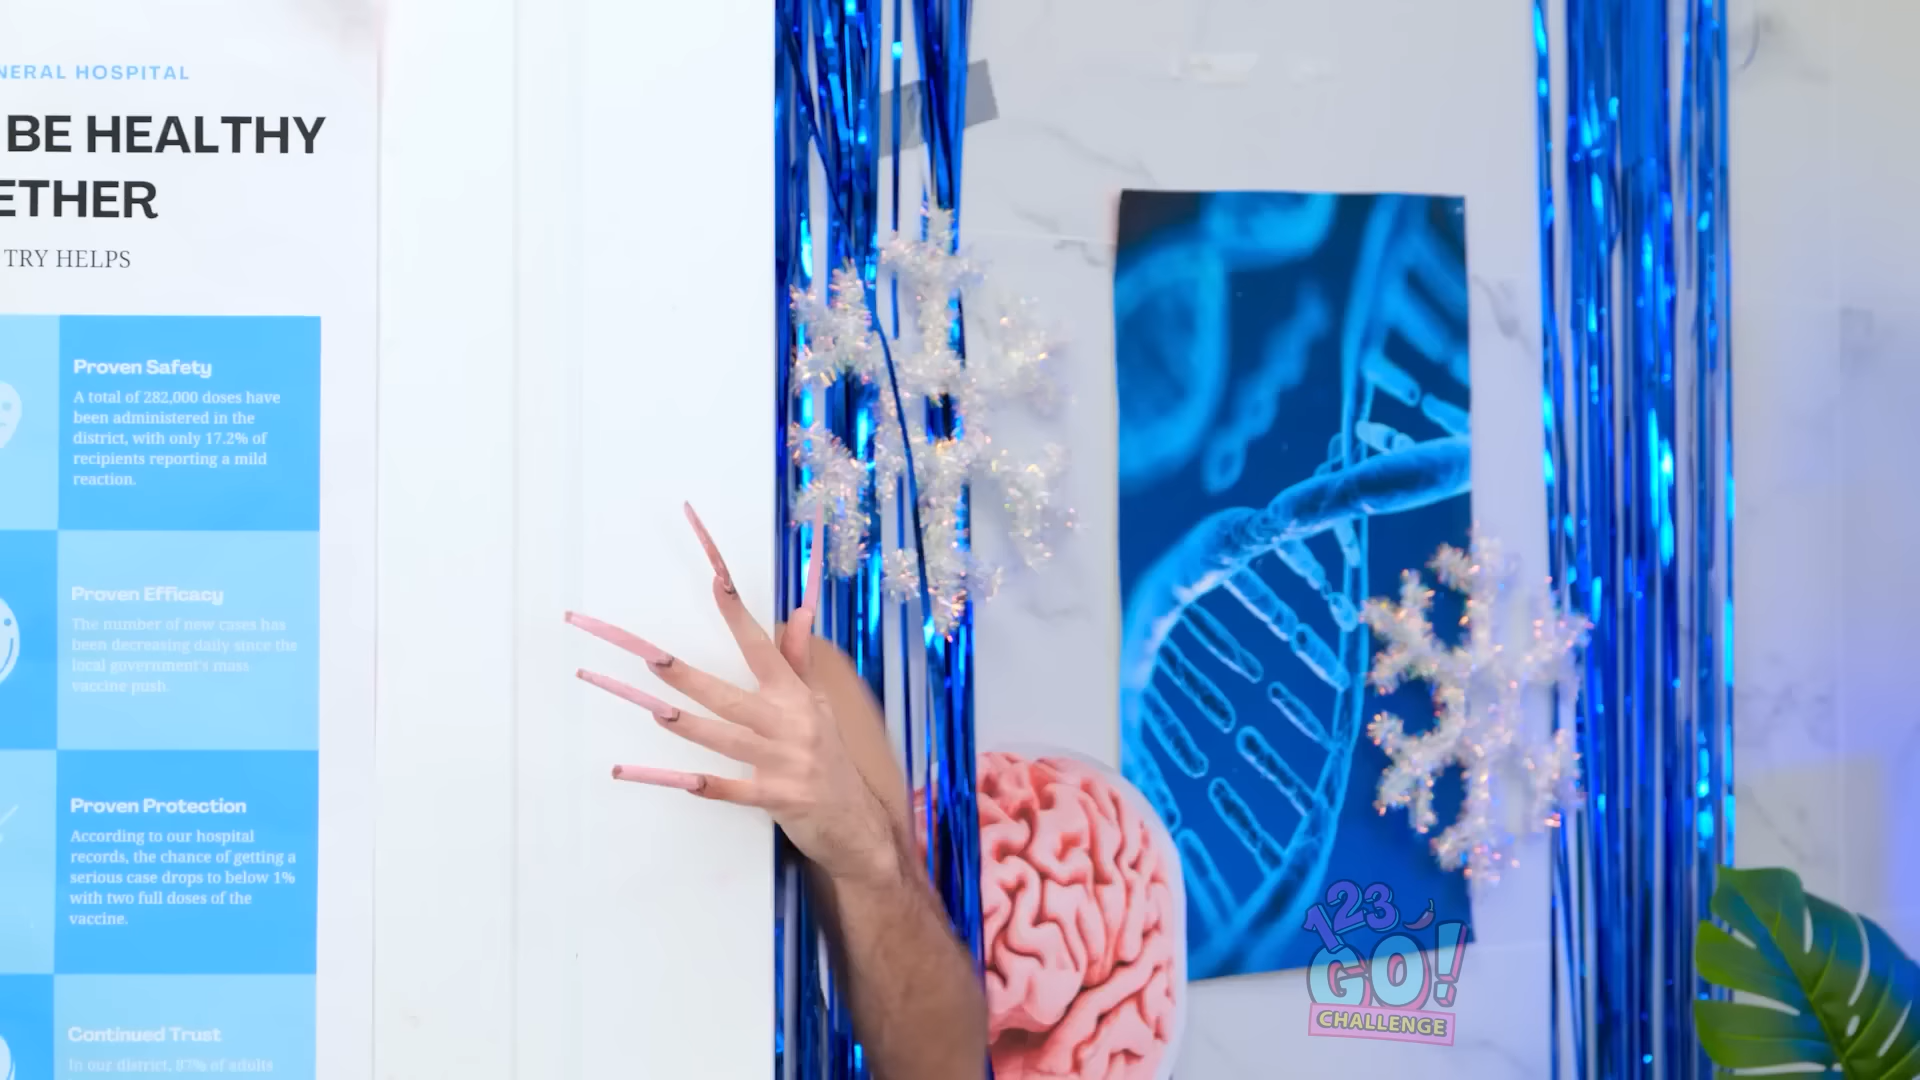 NERAL HOSPITAL
BE HEALTHY
ETHER
TRY HELPS
Proven Safety
A total of 282,000 doses have
been administered in the
district, with only 17.2% of
recipients reporting a mild
reaction.
Proven Efficacy
The number of new cases has
been decreasing daily since the
local government's mass
vaccine push.
Proven Protection
According to our hospital
records, the chance of getting a
serious case drops to below 1%
with two full doses of the
vaccine.
Continued Trust
In our district, 87% of adults
123
GO!
CHALLENGE